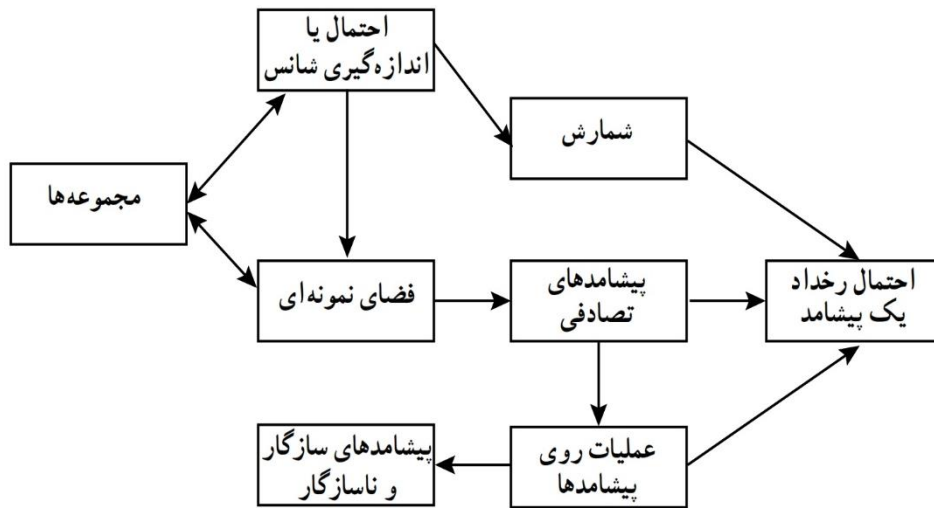 احتمال یا
اندازه‌گیری شانس
شمارش
مجموعه‌ها
فضای نمونه‌ای
پیشامدهای
تصادفی
احتمال رخداد
یک پیشامد
پیشامدهای سازگار
و ناسازگار
عملیات روی
پیشامدها